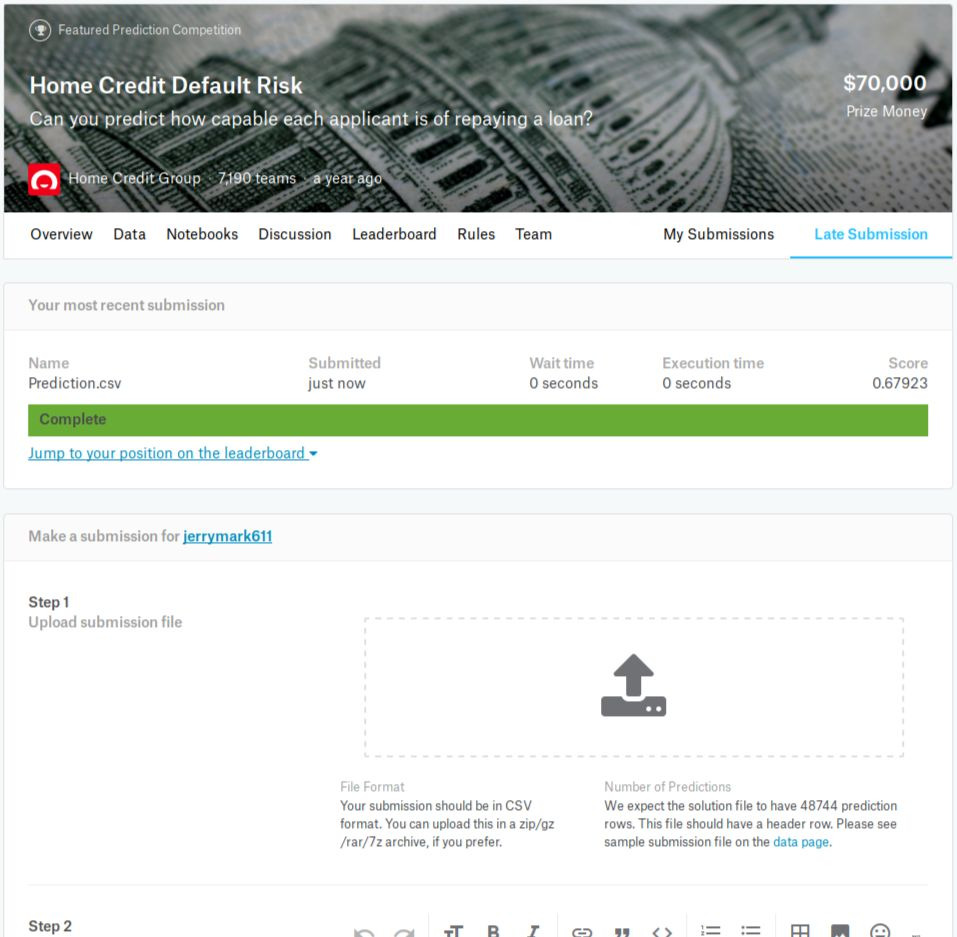 Featured Prediction Competition
Home Credit Default Risk
$70,000
Can you predict how capable each applicant is of repaying a loan?
Prize Money
Home Credit Group · 7,190 teams · a year ago
Overview Data Notebooks Discussion Leaderboard Rules Team My Submissions Late Submission
Your most recent submission
Name Submitted Wait time Execution time Score
Prediction.csv just now 0 seconds 0 seconds 0.67923
Complete
Jump to your position on the leaderboard
Make a submission for jerrymark611
Step 1
Upload submission file
File Format
Your submission should be in CSV
format. You can upload this in a zip/gz
/rar/7z archive, if you prefer.
Number of Predictions
We expect the solution file to have 48744 prediction
rows. This file should have a header row. Please see
sample submission file on the data page.
Step 2